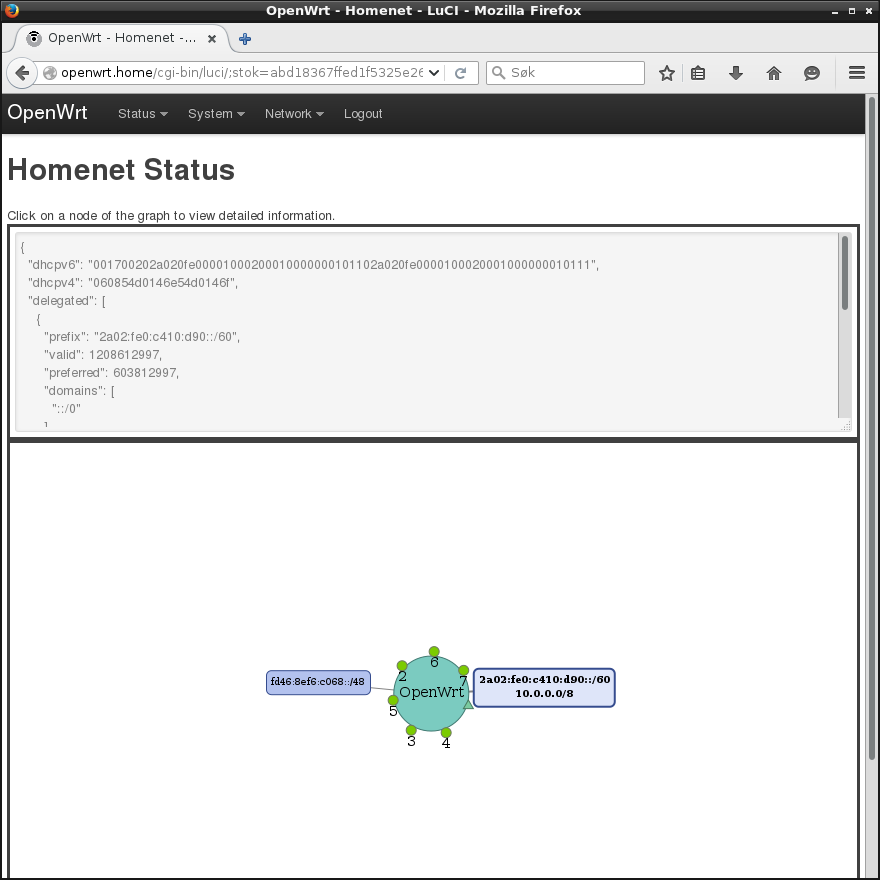 OpenWrt - Homenet - LuCI - Mozilla Firefox
OpenWrt - Homenet -...
openwrt.home/cgi-bin/luci/;stok=abd18367ffed1f5325e26
Søk
OpenWrt Status System Network Logout
Homenet Status
Click on a node of the graph to view detailed information.
{
"dhcpv6": "001700202a020fe00001000200010000000101102a020fe00001000200010000000010111",
"dhcpv4": "060854d0146e54d0146f",
"delegated": [
{
"prefix": "2a02:fe0:c410:d90::/60",
"valid": 1208612997,
"preferred": 603812997,
"domains": [
"::/0"
]
6
2
7
fd46:8ef6:c068::/48
OpenWrt
2a02:fe0:c410:d90::/60
10.0.0.0/8
5
3
4